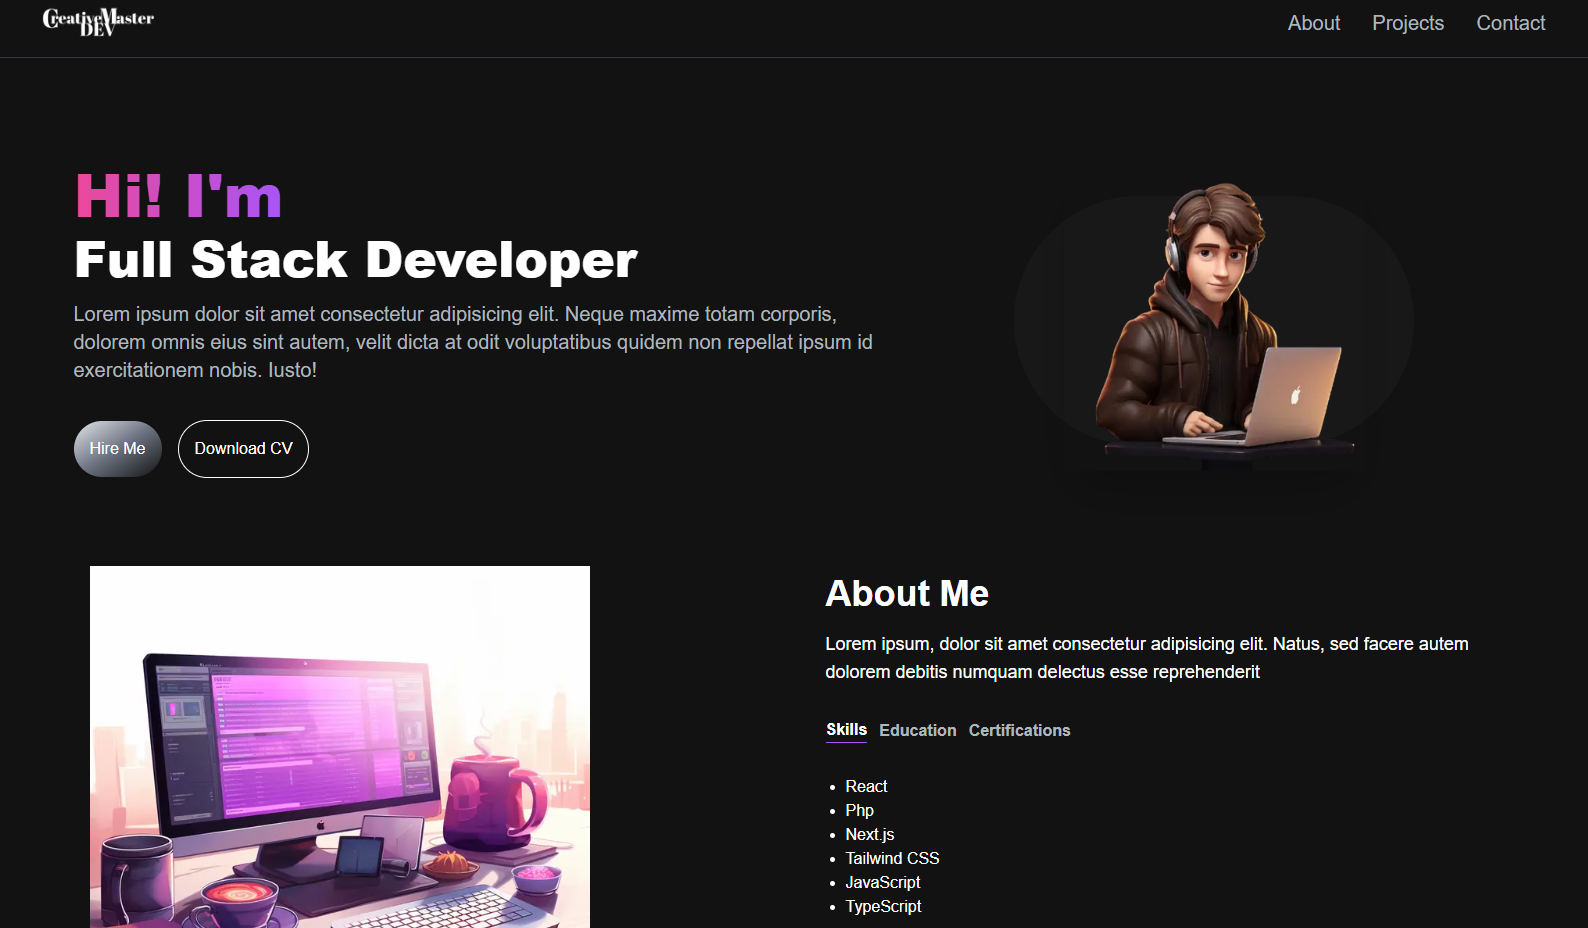 CreativeMaster
DEV
About Projects Contact
Hi! I'm
Full Stack Developer
Lorem ipsum dolor sit amet consectetur adipisicing elit. Neque maxime totam corporis,
dolorem omnis eius sint autem, velit dicta at odit voluptatibus quidem non repellat ipsum id
exercitationem nobis. Iusto!
Hire Me Download CV
About Me
Lorem ipsum, dolor sit amet consectetur adipisicing elit. Natus, sed facere autem
dolorem debitis numquam delectus esse reprehenderit
Skills Education Certifications
React
Php
Next.js
Tailwind CSS
JavaScript
TypeScript